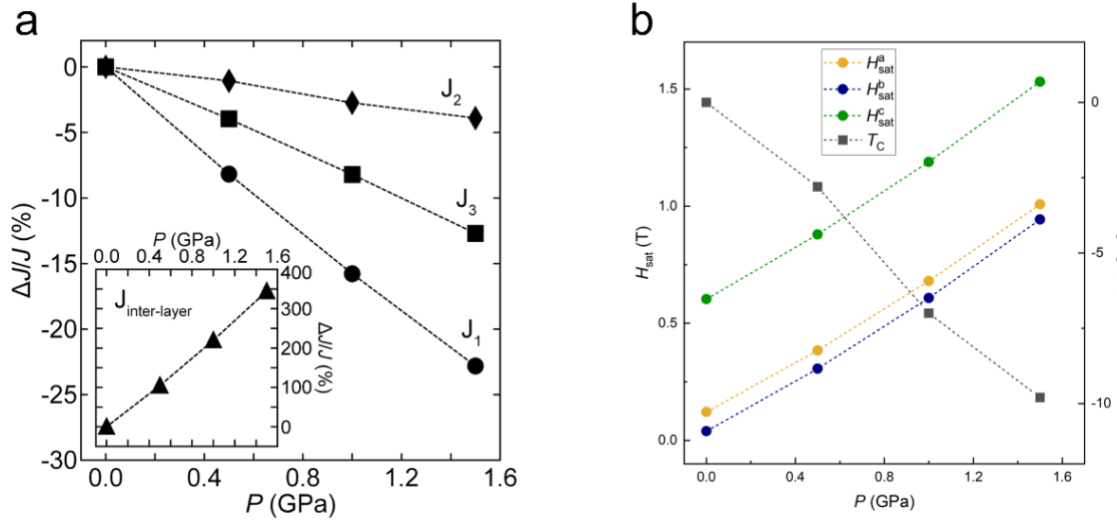 a
0
-5
-10
-15
-20
-25
-30
ΔJ/J (%)
J2
J3
J1
P (GPa)
0.0 0.4 0.8 1.2 1.6
Jinter-layer
400
300
200
100
0
ΔJ/J (%)
0.0 0.4 0.8 1.2 1.6
P (GPa)
b
1.5
1.0
0.5
0.0
Hsat (T)
H^a_sat
H^b_sat
H^c_sat
TC
0
-5
-10
0.0 0.4 0.8 1.2 1.6
P (GPa)